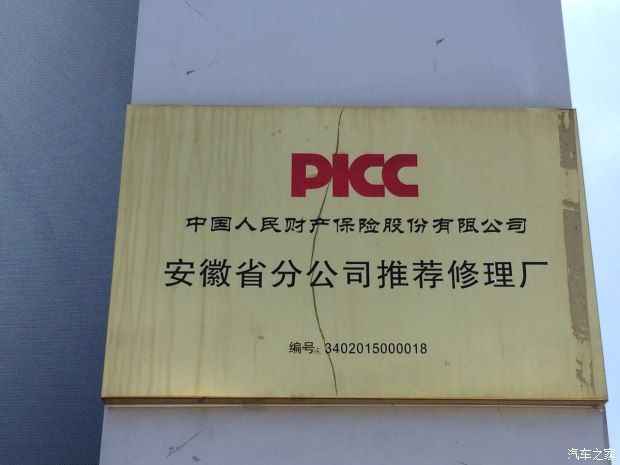 PICC
中国人民财产保险股份有限公司
安徽省分公司推荐修理厂
编号：3402015000018
汽车之家